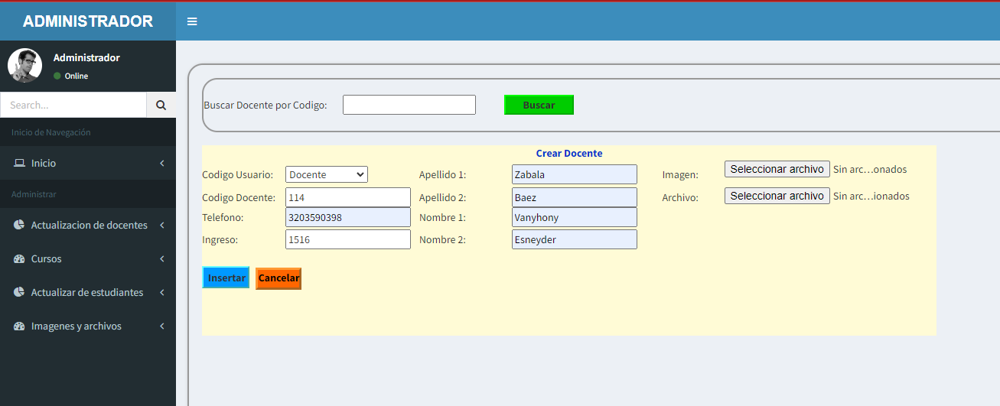 ADMINISTRADOR
Administrador
Online
Search...
Inicio de Navegación
Inicio
Administrar
Actualizacion de docentes
Cursos
Actualizar de estudiantes
Imagenes y archivos
Buscar Docente por Codigo: Buscar
Crear Docente
Codigo Usuario: Docente Apellido 1: Zabala Imagen: Seleccionar archivo Sin arc...onados
Codigo Docente: 114 Apellido 2: Baez Archivo: Seleccionar archivo Sin arc...ionados
Telefono: 3203590398 Nombre 1: Vanyhony
Ingreso: 1516 Nombre 2: Esneyder
Insertar Cancelar